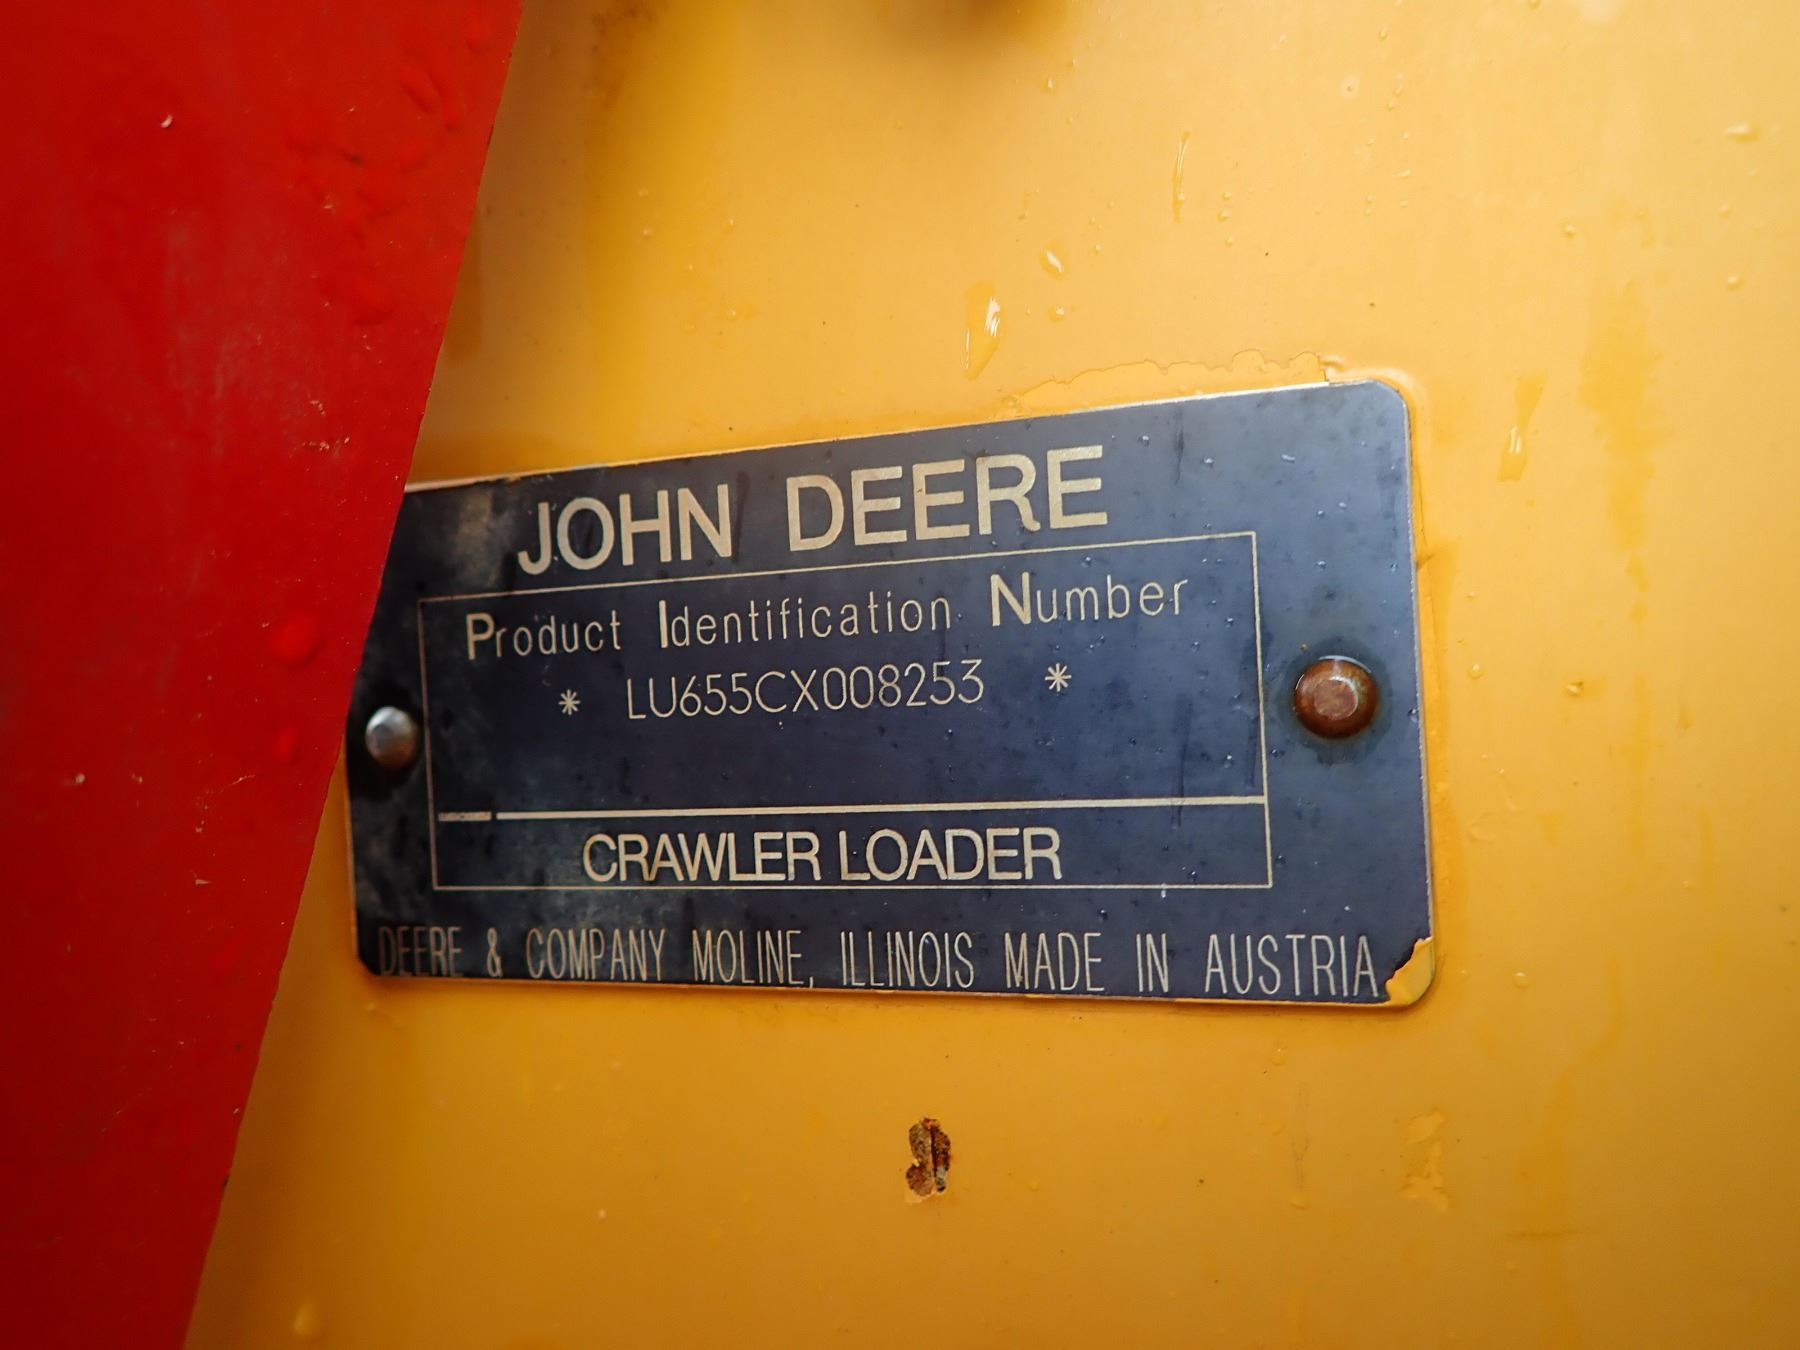 JOHN DEERE
Product Identification Number
* LU655CX008253 *
CRAWLER LOADER
DEERE & COMPANY MOLINE, ILLINOIS MADE IN AUSTRIA